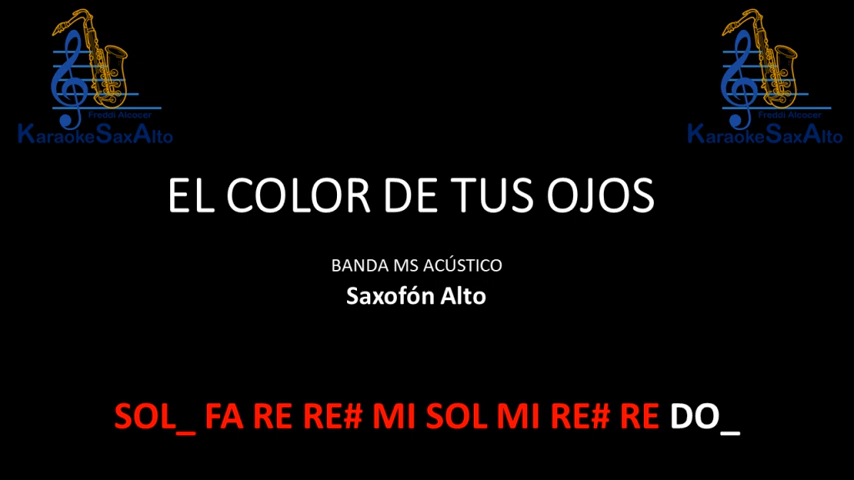 Freddi Alcocer
KaraokeSaxAlto
Freddi Alcocer
KaraokeSaxAlto
EL COLOR DE TUS OJOS
BANDA MS ACÚSTICO
Saxofón Alto
SOL_ FA RE RE# MI SOL MI RE# RE DO_